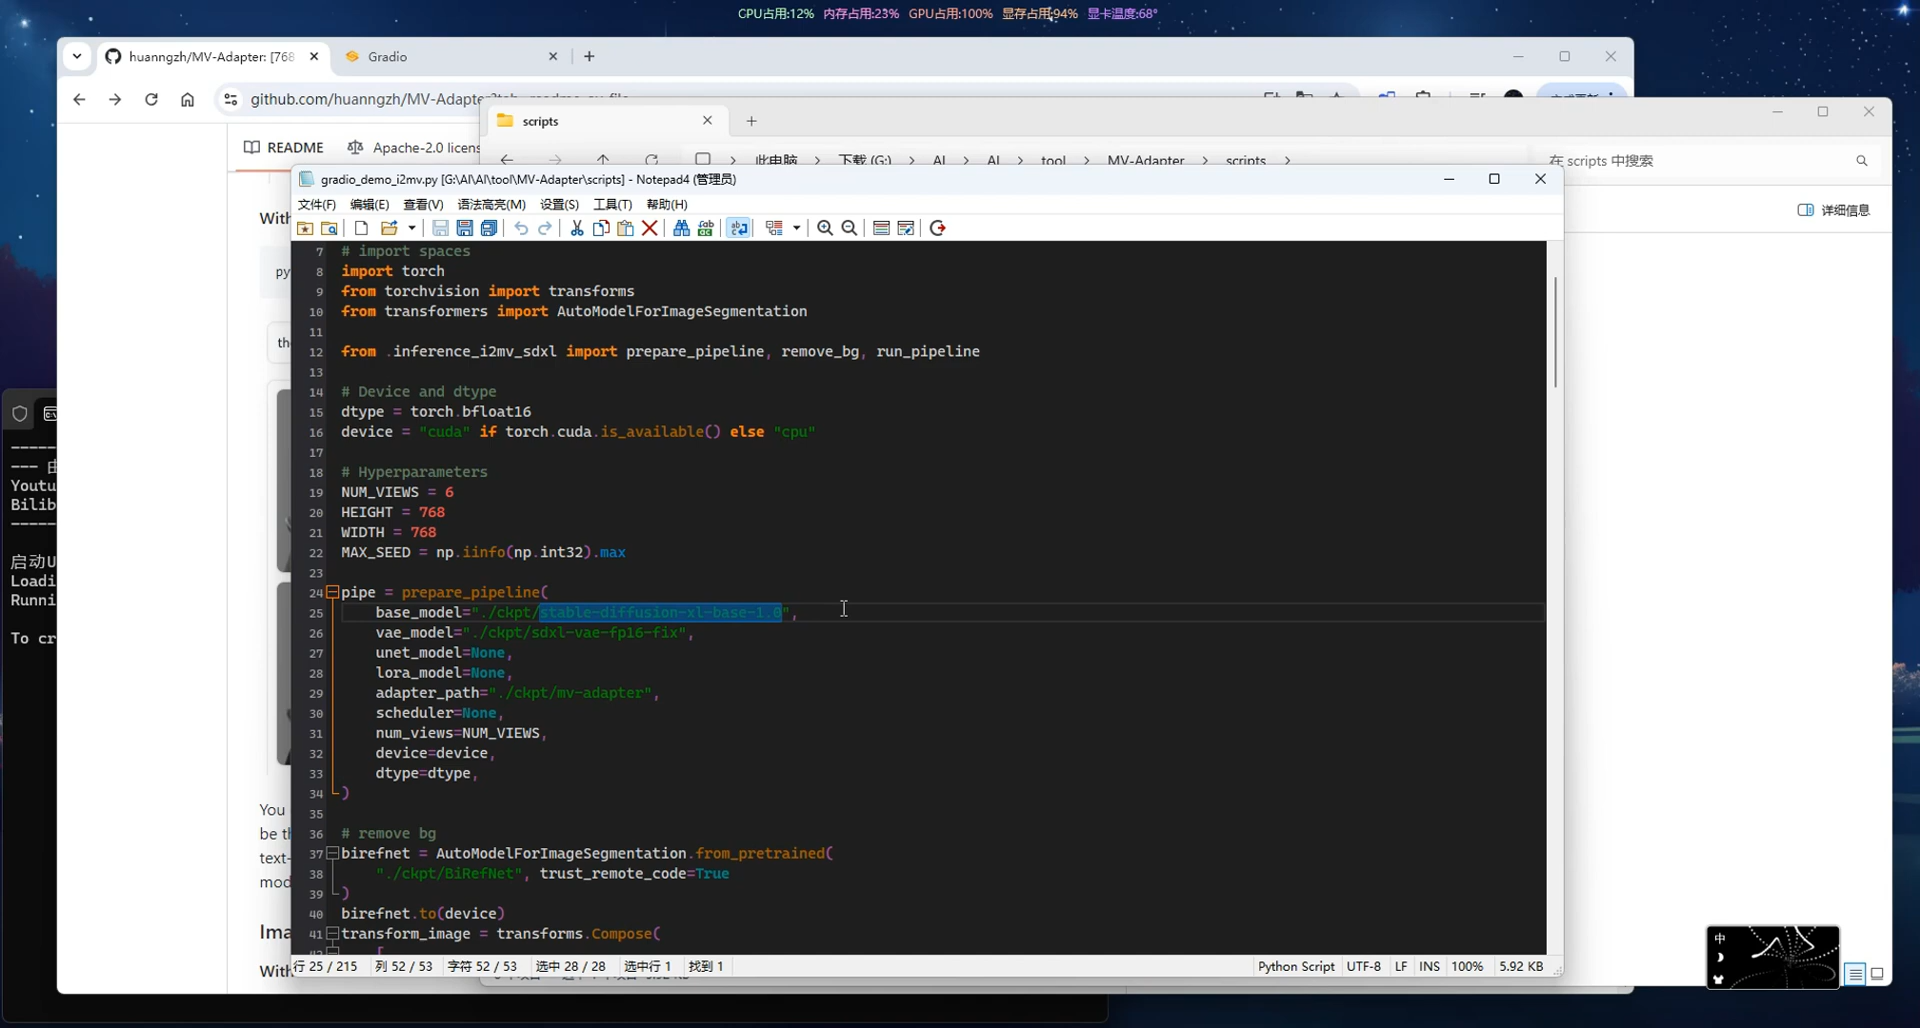 CPU占用:12% 内存占用:23% GPU占用:100% 显存占用:94% 显卡温度:68°
huanngzh/MV-Adapter: [768
Gradio
scripts
README
Apache-2.0 licens
此电脑 > 下载 (G:) > AI > AI > tool > MV-Adapter > scripts >
在 scripts 中搜索
gradio_demo_i2mv.py [G:\AI\AI\tool\MV-Adapter\scripts] - Notepad4 (管理员)
文件(F) 编辑(E) 查看(V) 语法高亮(M) 设置(S) 工具(T) 帮助(H)
详细信息
With
py
th
7 # import spaces
8 import torch
9 from torchvision import transforms
10 from transformers import AutoModelForImageSegmentation
11
12 from .inference_i2mv_sdxl import prepare_pipeline, remove_bg, run_pipeline
13
14 # Device and dtype
15 dtype = torch.bfloat16
16 device = "cuda" if torch.cuda.is_available() else "cpu"
17
18 # Hyperparameters
19 NUM_VIEWS = 6
20 HEIGHT = 768
21 WIDTH = 768
22 MAX_SEED = np.iinfo(np.int32).max
23
24 pipe = prepare_pipeline(
25 base_model="./ckpt/stable-diffusion-xl-base-1.0",
26 vae_model="./ckpt/sdxl-vae-fp16-fix",
27 unet_model=None,
28 lora_model=None,
29 adapter_path="./ckpt/mv-adapter",
30 scheduler=None,
31 num_views=NUM_VIEWS,
32 device=device,
33 dtype=dtype,
34 )
35
36 # remove bg
37 birefnet = AutoModelForImageSegmentation.from_pretrained(
38 "./ckpt/BiRefNet", trust_remote_code=True
39 )
40 birefnet.to(device)
41 transform_image = transforms.Compose(
--- 由
Youtu
Bilib
启动U
Loadi
Runni
To cr
You
be th
text-
mod
Ima
With
行 25 / 215 列 52 / 53 字符 52 / 53 选中 28 / 28 选中行 1 找到 1
Python Script UTF-8 LF INS 100% 5.92 KB
中